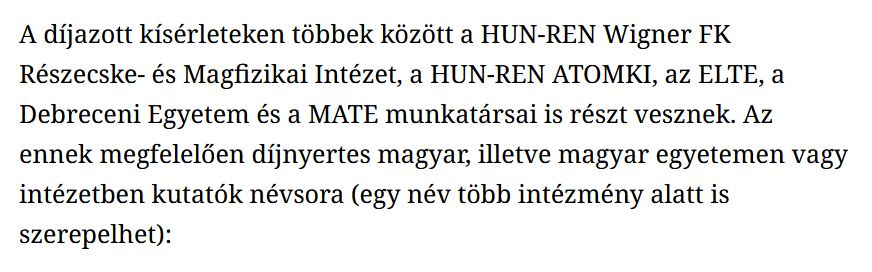 A díjazott kísérleteken többek között a HUN-REN Wigner FK
Részecske- és Magfizikai Intézet, a HUN-REN ATOMKI, az ELTE, a
Debreceni Egyetem és a MATE munkatársai is részt vesznek. Az
ennek megfelelően díjnyertes magyar, illetve magyar egyetemen vagy
intézetben kutatók névsora (egy név több intézmény alatt is
szerepelhet):